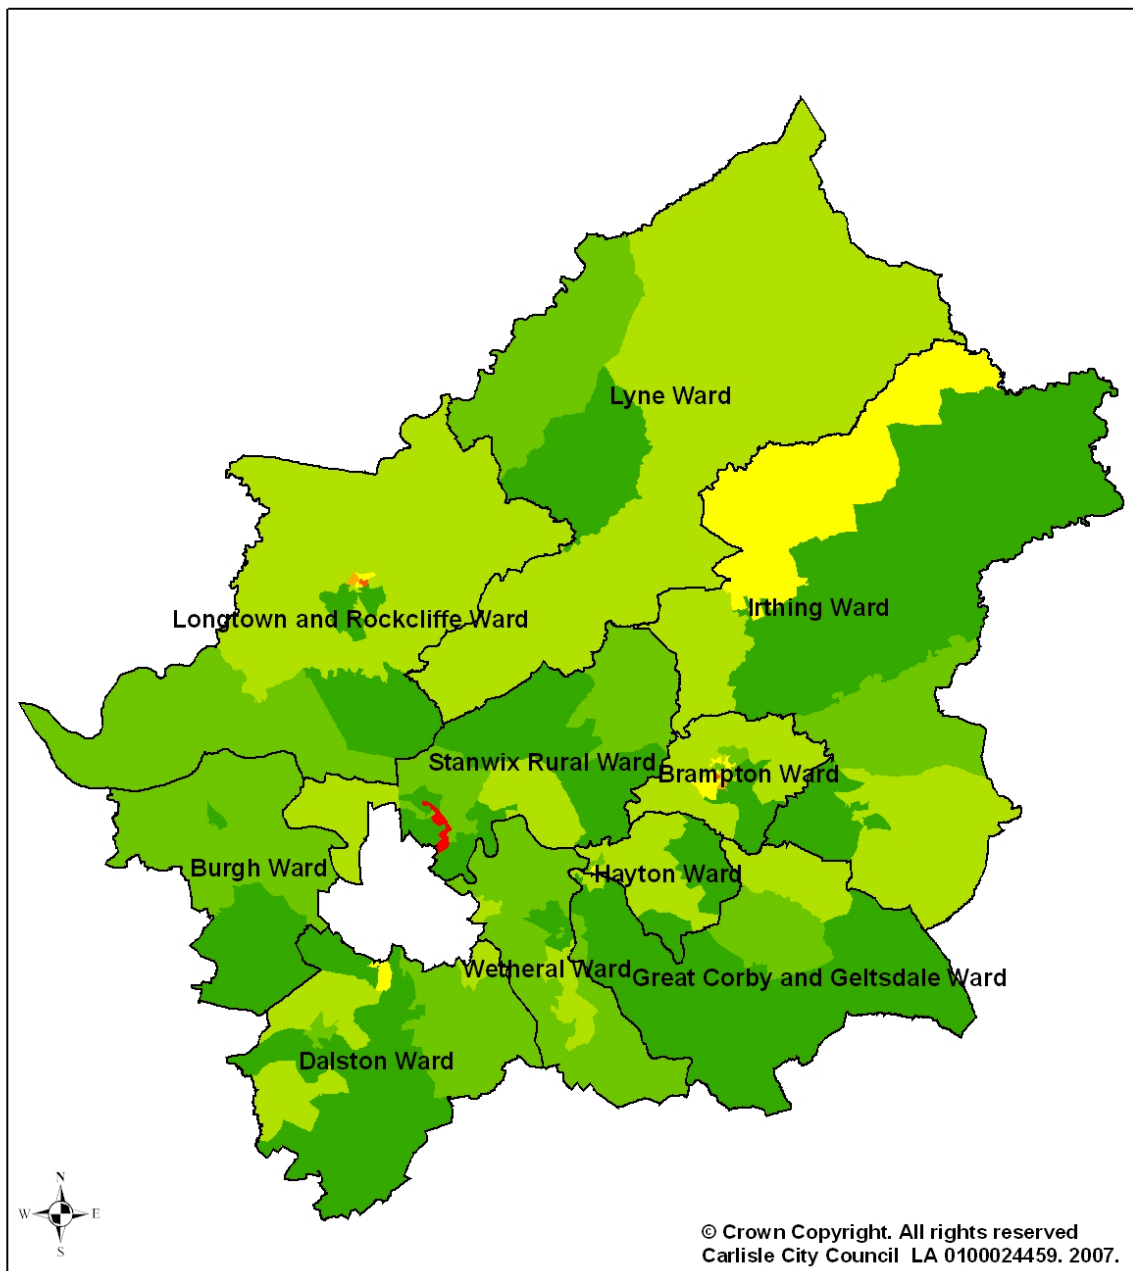 Lyne Ward
Irthing Ward
Longtown and Rockcliffe Ward
Stanwix Rural Ward
Brampton Ward
Burgh Ward
Hayton Ward
Wetheral Ward
Great Corby and Geltsdale Ward
Dalston Ward
N
W E
S
© Crown Copyright. All rights reserved
Carlisle City Council LA 0100024459. 2007.